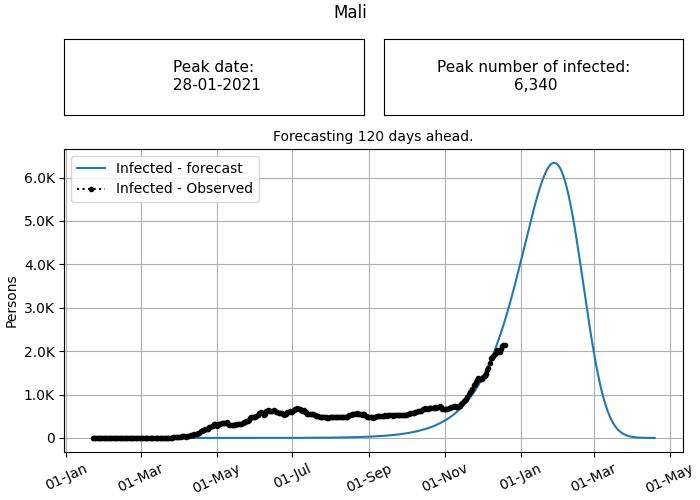 Mali
Peak date:
28-01-2021
Peak number of infected:
6,340
Forecasting 120 days ahead.
Infected - forecast
Infected - Observed
Persons
6.0K
5.0K
4.0K
3.0K
2.0K
1.0K
0
01-Jan
01-Mar
01-May
01-Jul
01-Sep
01-Nov
01-Jan
01-Mar
01-May